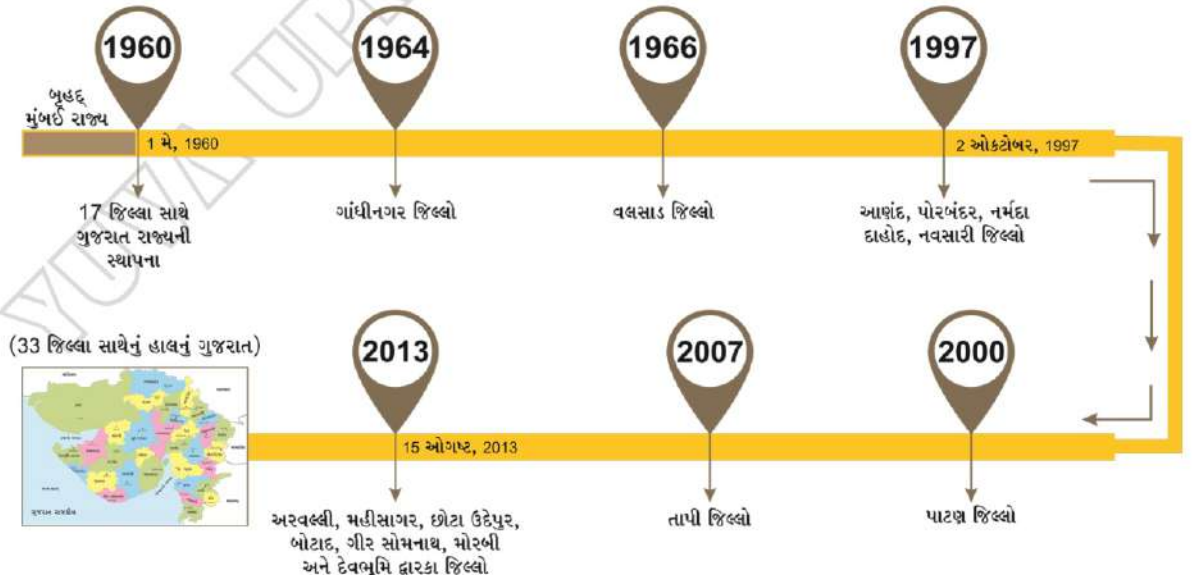 1960
1964
1966
1997
બૃહદ્
મુંબઈ રાજ્ય
1 મે, 1960
2 ઓક્ટોબર, 1997
17 જિલ્લા સાથે
ગુજરાત રાજ્યની
સ્થાપના
ગાંધીનગર જિલ્લો
વલસાડ જિલ્લો
આણંદ, પોરબંદર, નર્મદા
દાહોદ, નવસારી જિલ્લો
(33 જિલ્લા સાથેનું હાલનું ગુજરાત)
2013
2007
2000
15 ઓગષ્ટ, 2013
અરવલ્લી, મહીસાગર, છોટા ઉદેપુર,
બોટાદ, ગીર સોમનાથ, મોરબી
અને દેવભૂમિ દ્વારકા જિલ્લો
તાપી જિલ્લો
પાટણ જિલ્લો